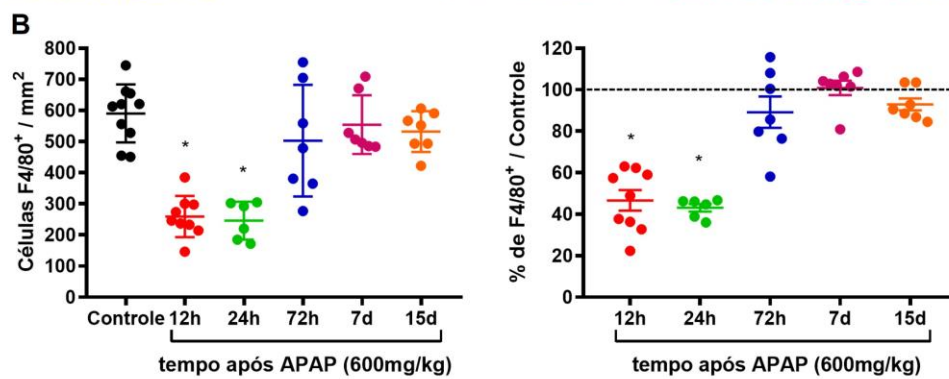 B
Células F4/80⁺ / mm²
800
700
600
500
400
300
200
100
0
* *
Controle 12h 24h 72h 7d 15d
tempo após APAP (600mg/kg)
% de F4/80⁺ / Controle
120
100
80
60
40
20
0
* *
12h 24h 72h 7d 15d
tempo após APAP (600mg/kg)